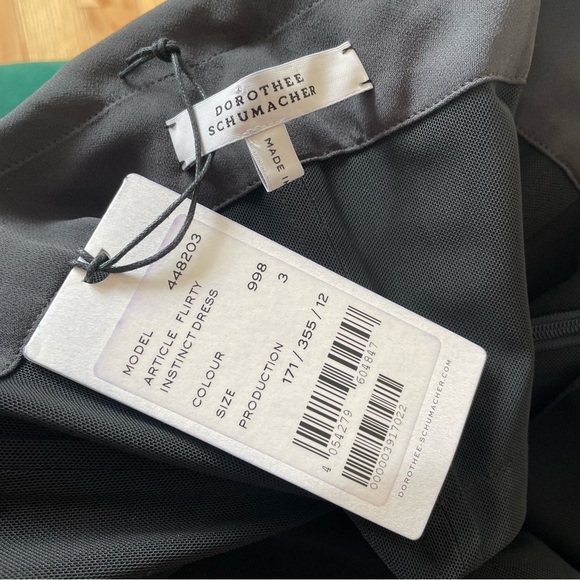 DOROTHEE
SCHUMACHER
MADE I
MODEL 448203
ARTICLE FLIRTY
INSTINCT DRESS
COLOUR 998
SIZE 3
PRODUCTION
171 / 355 / 12
4 054279 604847
000003917022
DOROTHEE-SCHUMACHER.COM